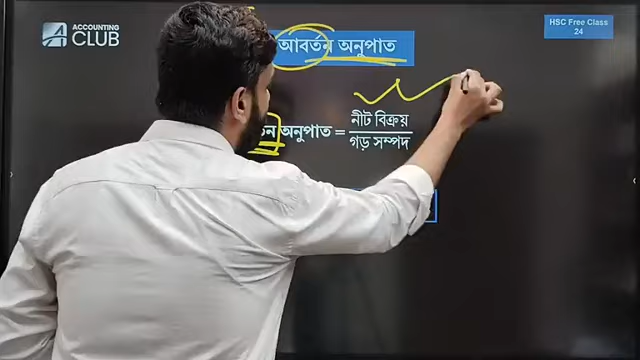 ACCOUNTING
CLUB
HSC Free Class
24
আবর্তন অনুপাত
অনুপাত = নীট বিক্রয়
গড় সম্পদ